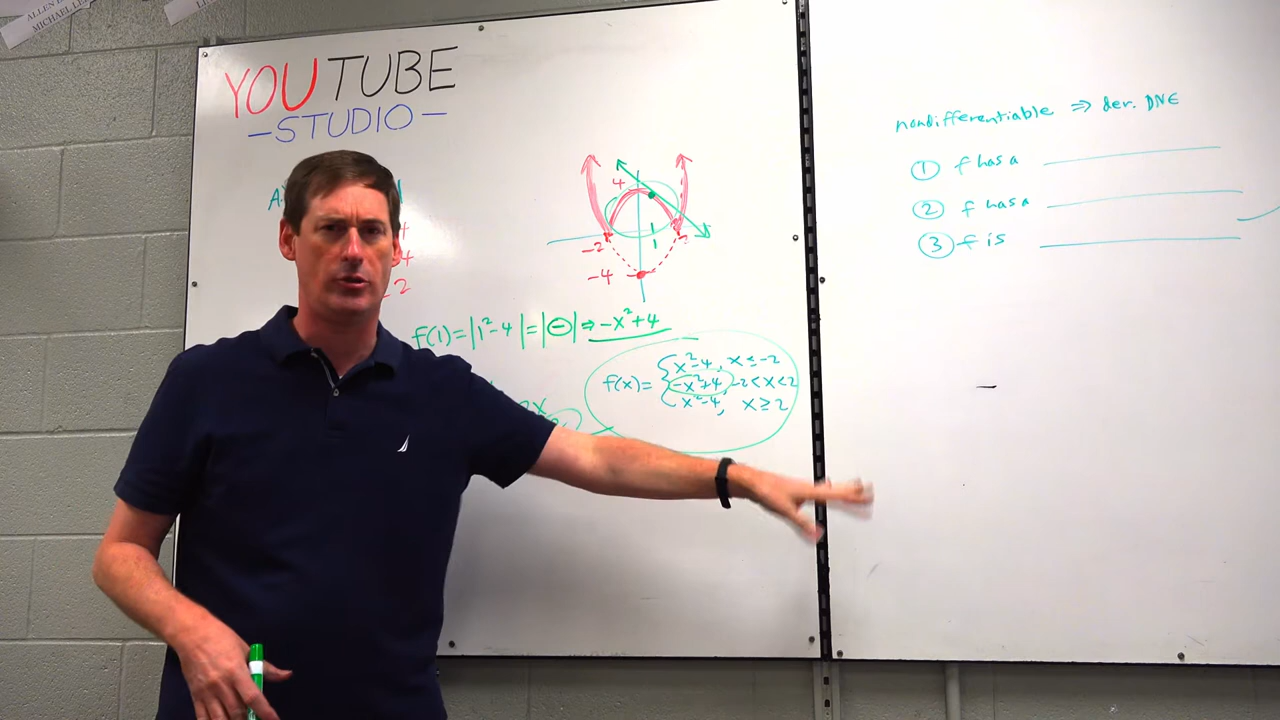 YOUTUBE
-STUDIO-
4
-2
1
-4
f(1)=|1²-4|=|⊖|⇒-x²+4
f(x)= { x²-4, x≤-2
-x²+4, -2<x<2
x²-4, x≥2
nondifferentiable ⇒ der. DNE
① f has a
② f has a
③ f is